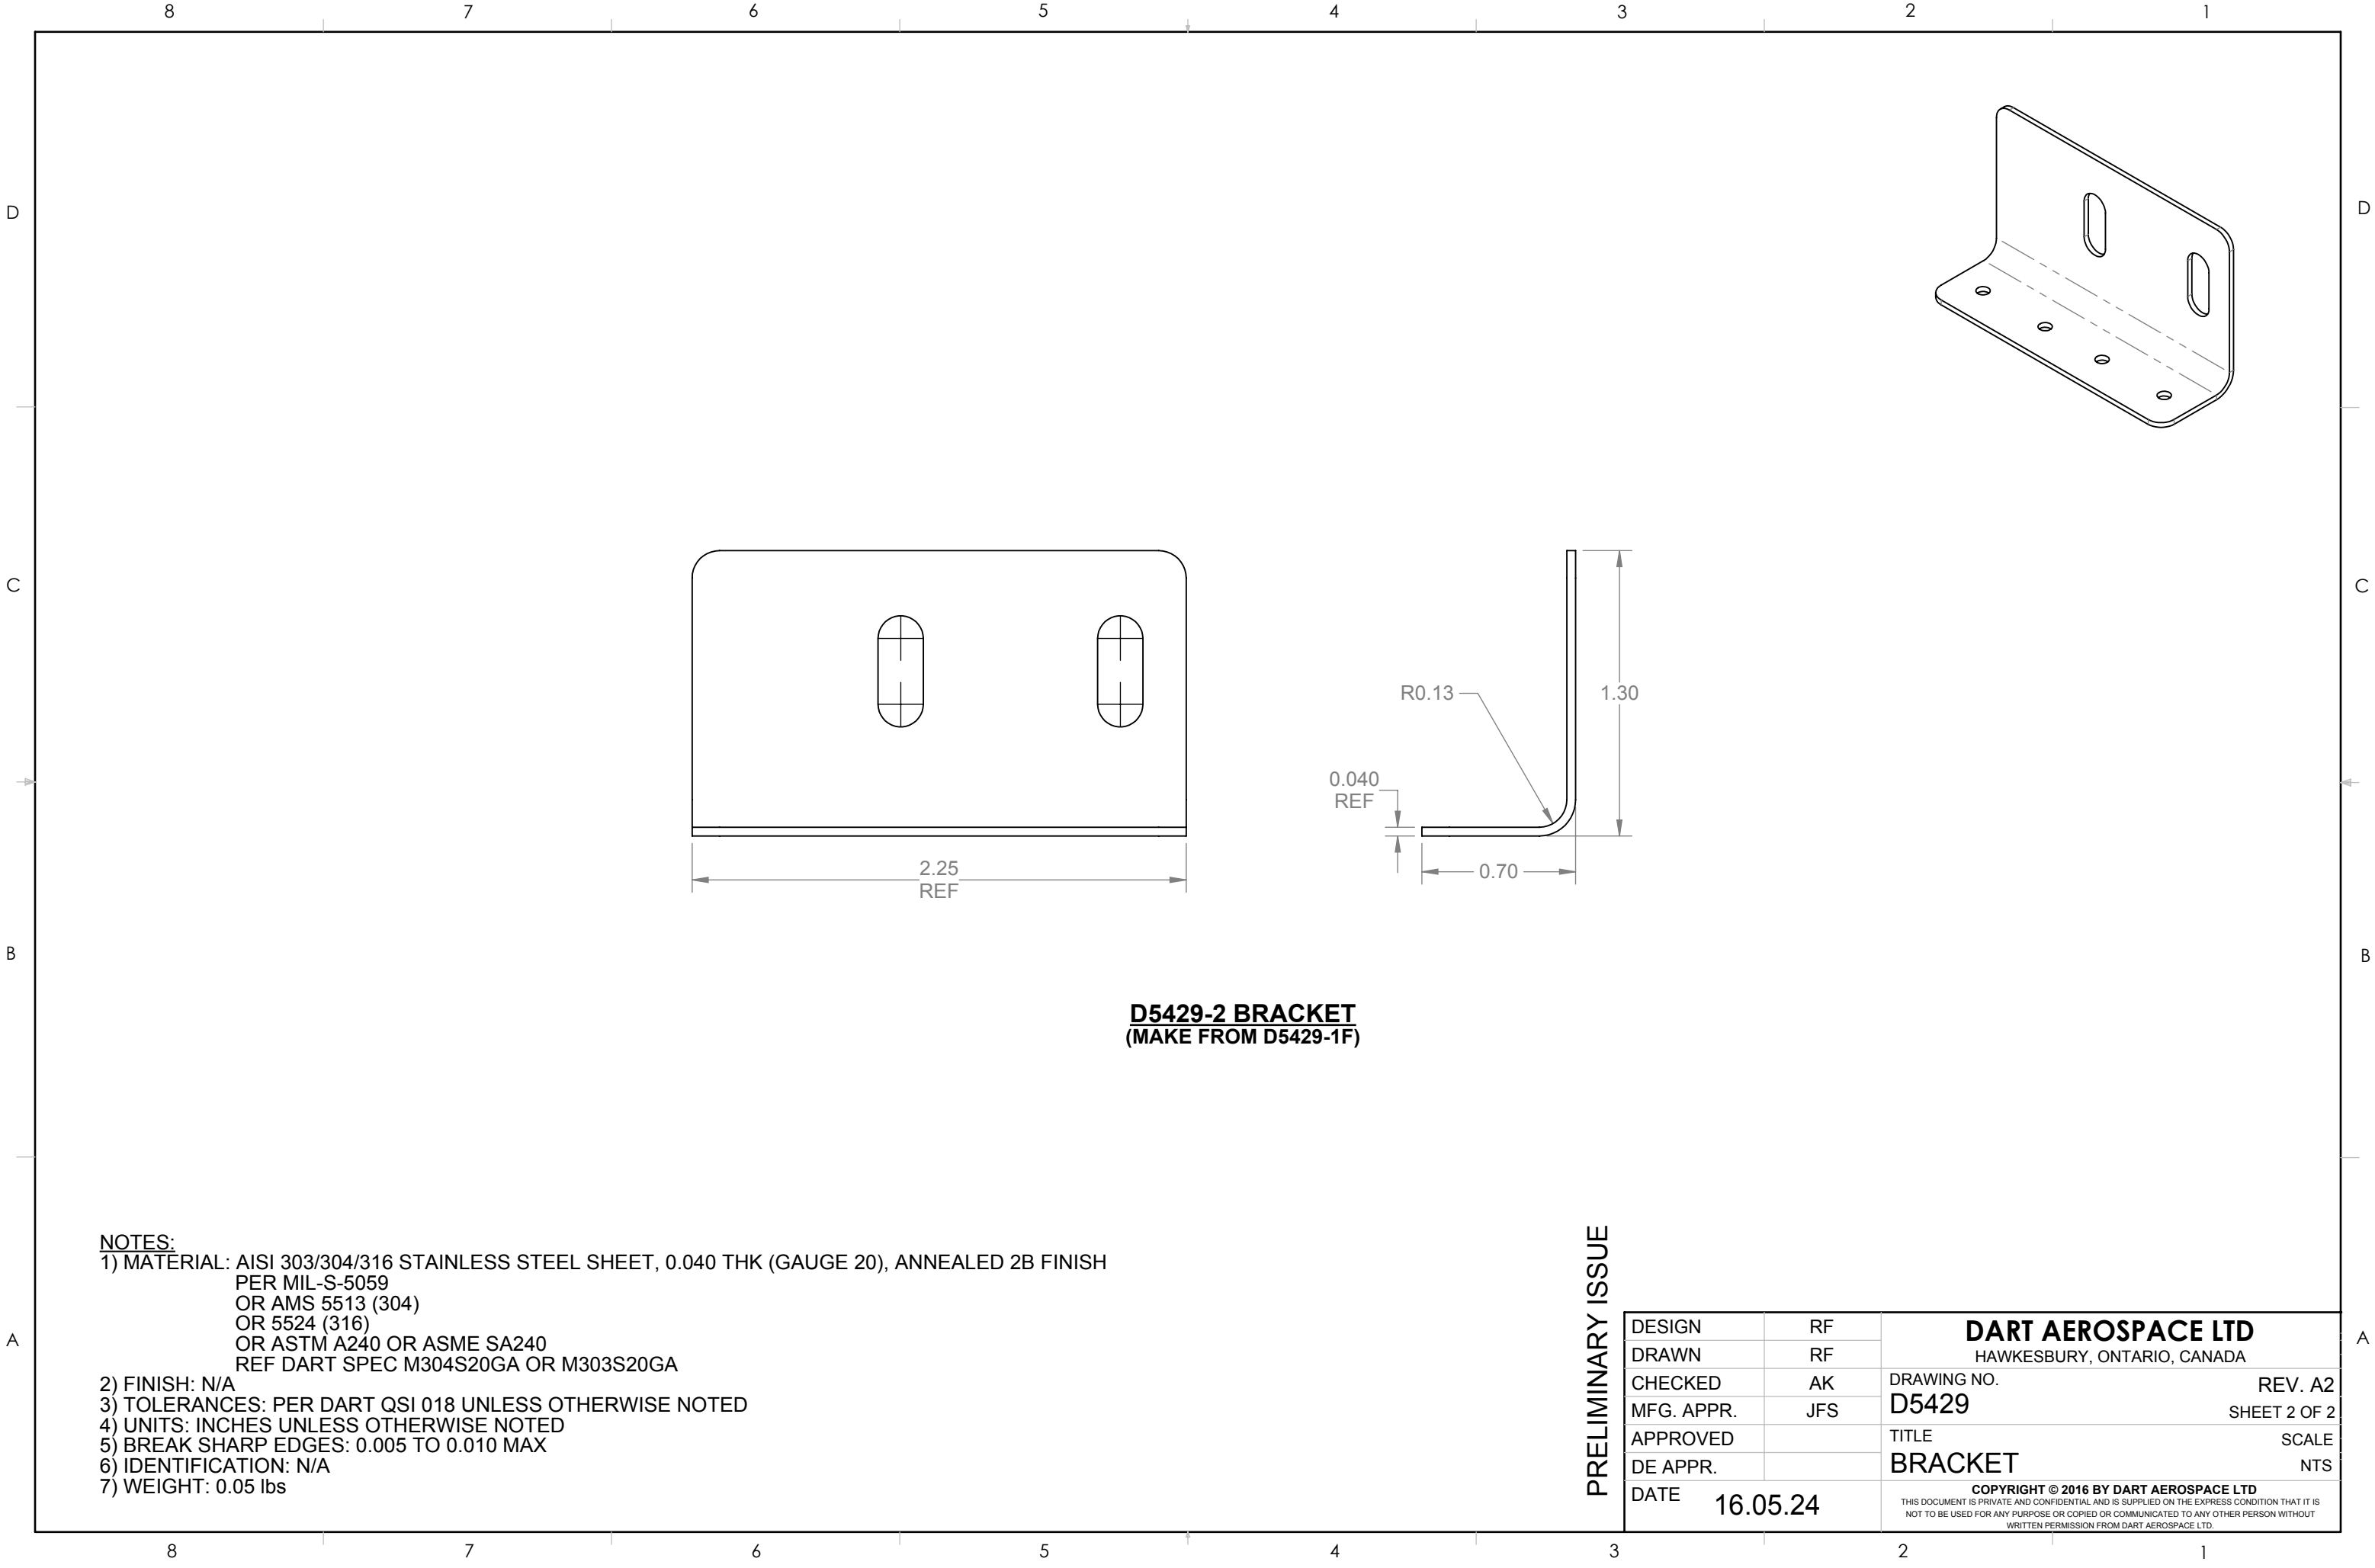 8 7 6 5 4 3 2 1
D D
C C
R0.13
1.30
0.040
REF
2.25
REF
0.70
B B
D5429-2 BRACKET
(MAKE FROM D5429-1F)
NOTES:
1) MATERIAL: AISI 303/304/316 STAINLESS STEEL SHEET, 0.040 THK (GAUGE 20), ANNEALED 2B FINISH
PER MIL-S-5059
OR AMS 5513 (304)
OR 5524 (316)
OR ASTM A240 OR ASME SA240
REF DART SPEC M304S20GA OR M303S20GA
2) FINISH: N/A
3) TOLERANCES: PER DART QSI 018 UNLESS OTHERWISE NOTED
4) UNITS: INCHES UNLESS OTHERWISE NOTED
5) BREAK SHARP EDGES: 0.005 TO 0.010 MAX
6) IDENTIFICATION: N/A
7) WEIGHT: 0.05 lbs
A A
PRELIMINARY ISSUE
DESIGN RF
DRAWN RF
CHECKED AK
MFG. APPR. JFS
APPROVED
DE APPR.
DATE 16.05.24
DART AEROSPACE LTD
HAWKESBURY, ONTARIO, CANADA
DRAWING NO. REV. A2
D5429 SHEET 2 OF 2
TITLE SCALE
BRACKET NTS
COPYRIGHT © 2016 BY DART AEROSPACE LTD
THIS DOCUMENT IS PRIVATE AND CONFIDENTIAL AND IS SUPPLIED ON THE EXPRESS CONDITION THAT IT IS
NOT TO BE USED FOR ANY PURPOSE OR COPIED OR COMMUNICATED TO ANY OTHER PERSON WITHOUT
WRITTEN PERMISSION FROM DART AEROSPACE LTD.
8 7 6 5 4 3 2 1